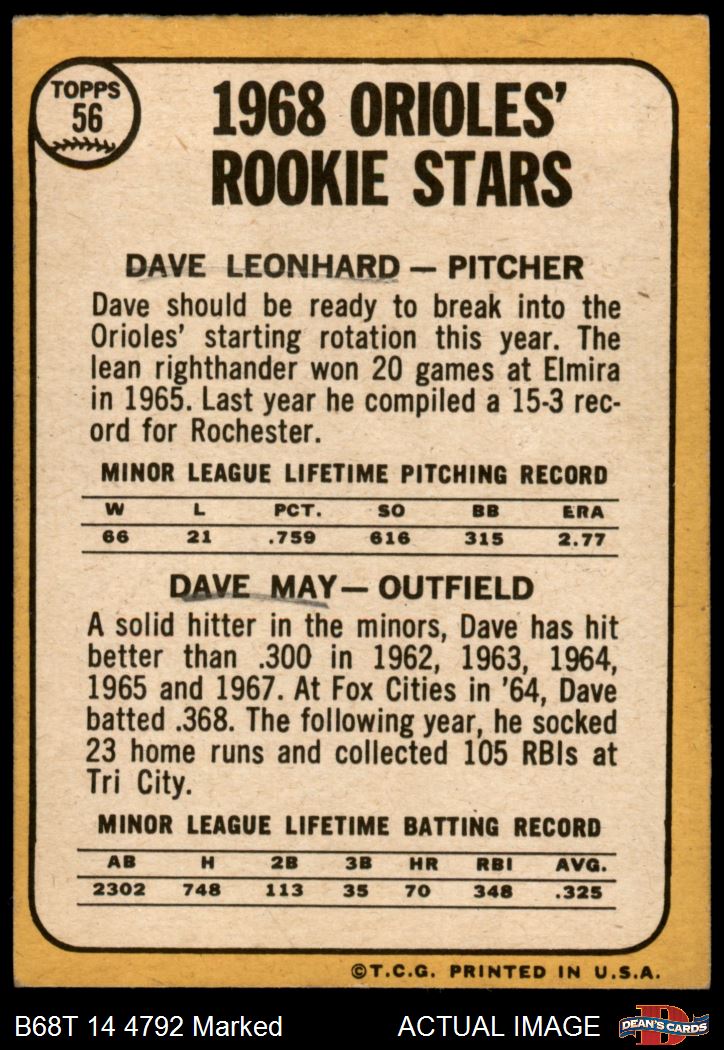 TOPPS
56
1968 ORIOLES'
ROOKIE STARS
DAVE LEONHARD — PITCHER
Dave should be ready to break into the
Orioles' starting rotation this year. The
lean righthander won 20 games at Elmira
in 1965. Last year he compiled a 15-3 rec-
ord for Rochester.
MINOR LEAGUE LIFETIME PITCHING RECORD
W L PCT. SO BB ERA
66 21 .759 616 315 2.77
DAVE MAY — OUTFIELD
A solid hitter in the minors, Dave has hit
better than .300 in 1962, 1963, 1964,
1965 and 1967. At Fox Cities in '64, Dave
batted .368. The following year, he socked
23 home runs and collected 105 RBIs at
Tri City.
MINOR LEAGUE LIFETIME BATTING RECORD
AB H 2B 3B HR RBI AVG.
2302 748 113 35 70 348 .325
©T.C.G. PRINTED IN U.S.A.
B68T 14 4792 Marked ACTUAL IMAGE
D
DEAN'S CARDS